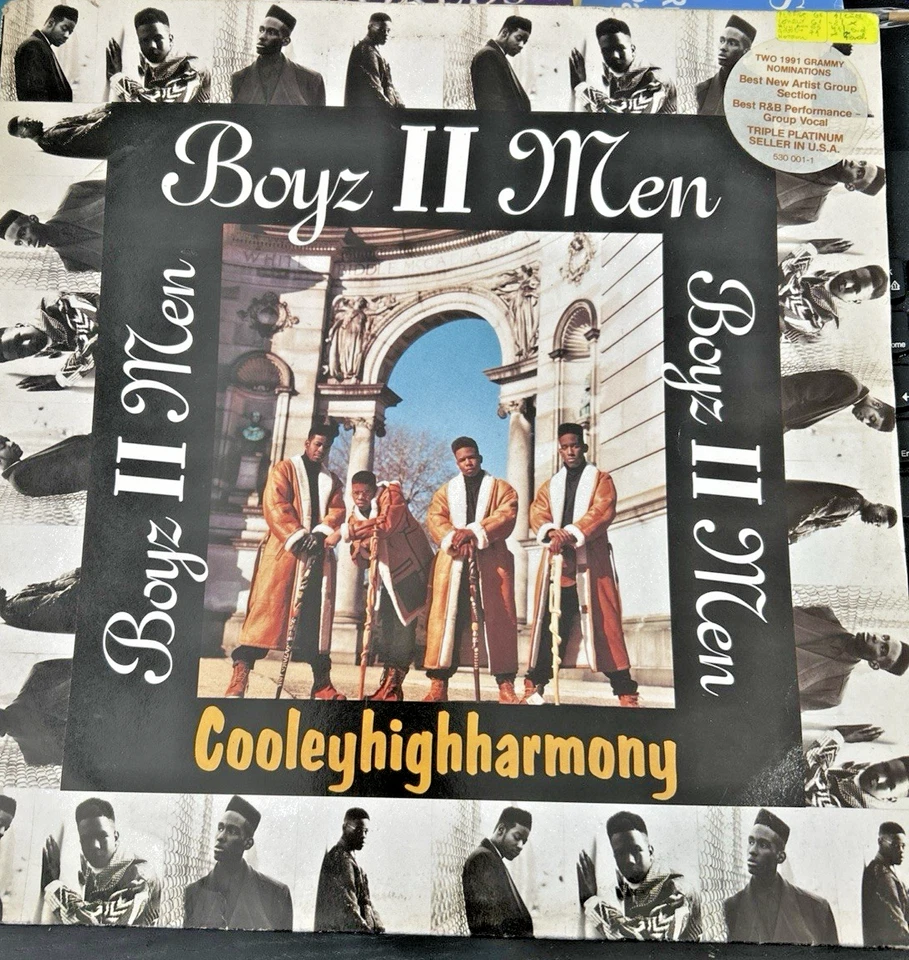 TWO 1991 GRAMMY
NOMINATIONS
Best New Artist Group
Section
Best R&B Performance -
Group Vocal
TRIPLE PLATINUM
SELLER IN U.S.A.
530 001-1
Boyz II Men
Boyz II Men
Boyz II Men
Cooleyhighharmony